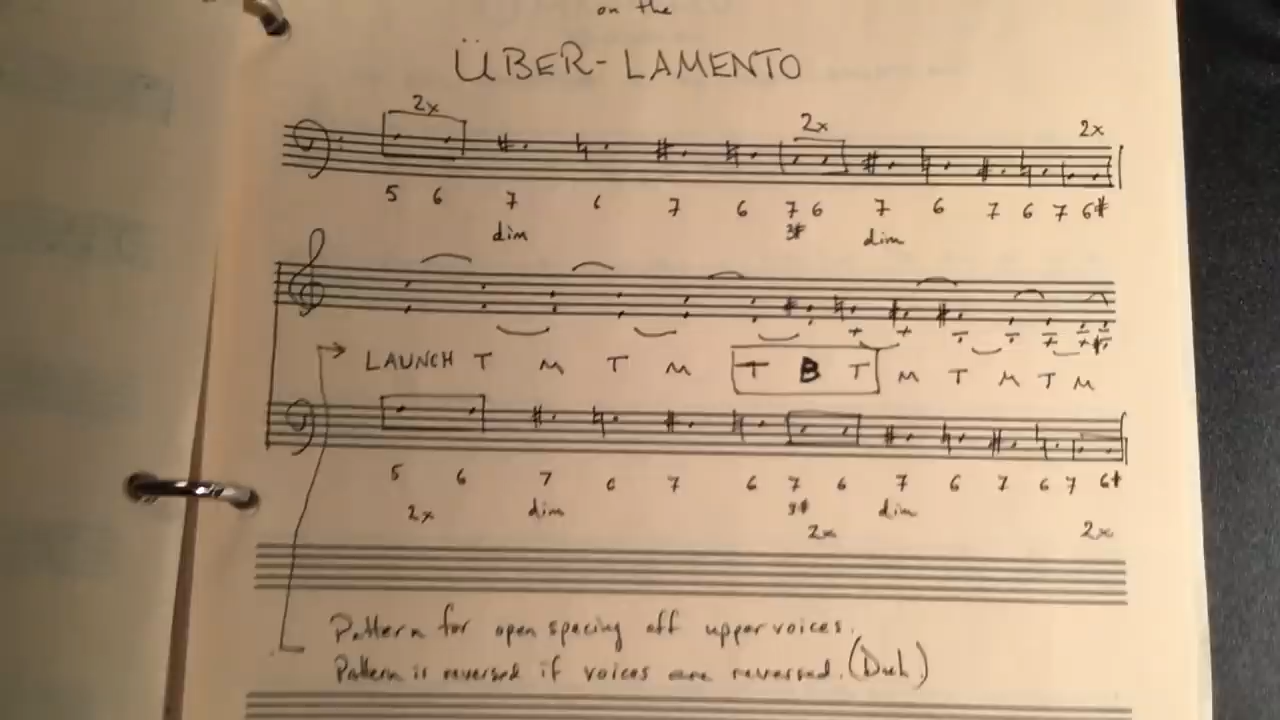 on the
ÜBER-LAMENTO
2x 2x 2x
5 6 7 6 7 6 7 6 7 6 7 6 7 6#
dim 3# dim
LAUNCH T M T M T B T M T M T M
5 6 7 6 7 6 7 6 7 6 7 6 7 6#
2x dim 3# dim
2x 2x
Pattern for open spacing off upper voices.
Pattern is reversed if voices are reversed. (Duh.)